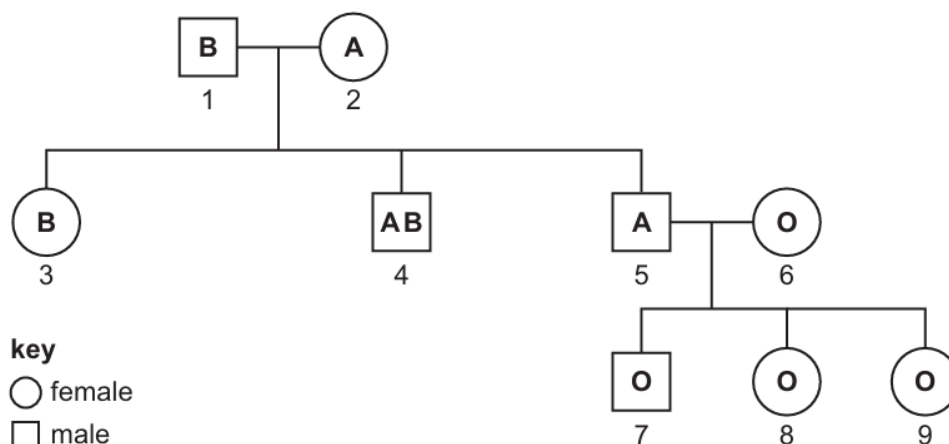 B A
1 2
B AB A O
3 4 5 6
key
female
male
O O O
7 8 9